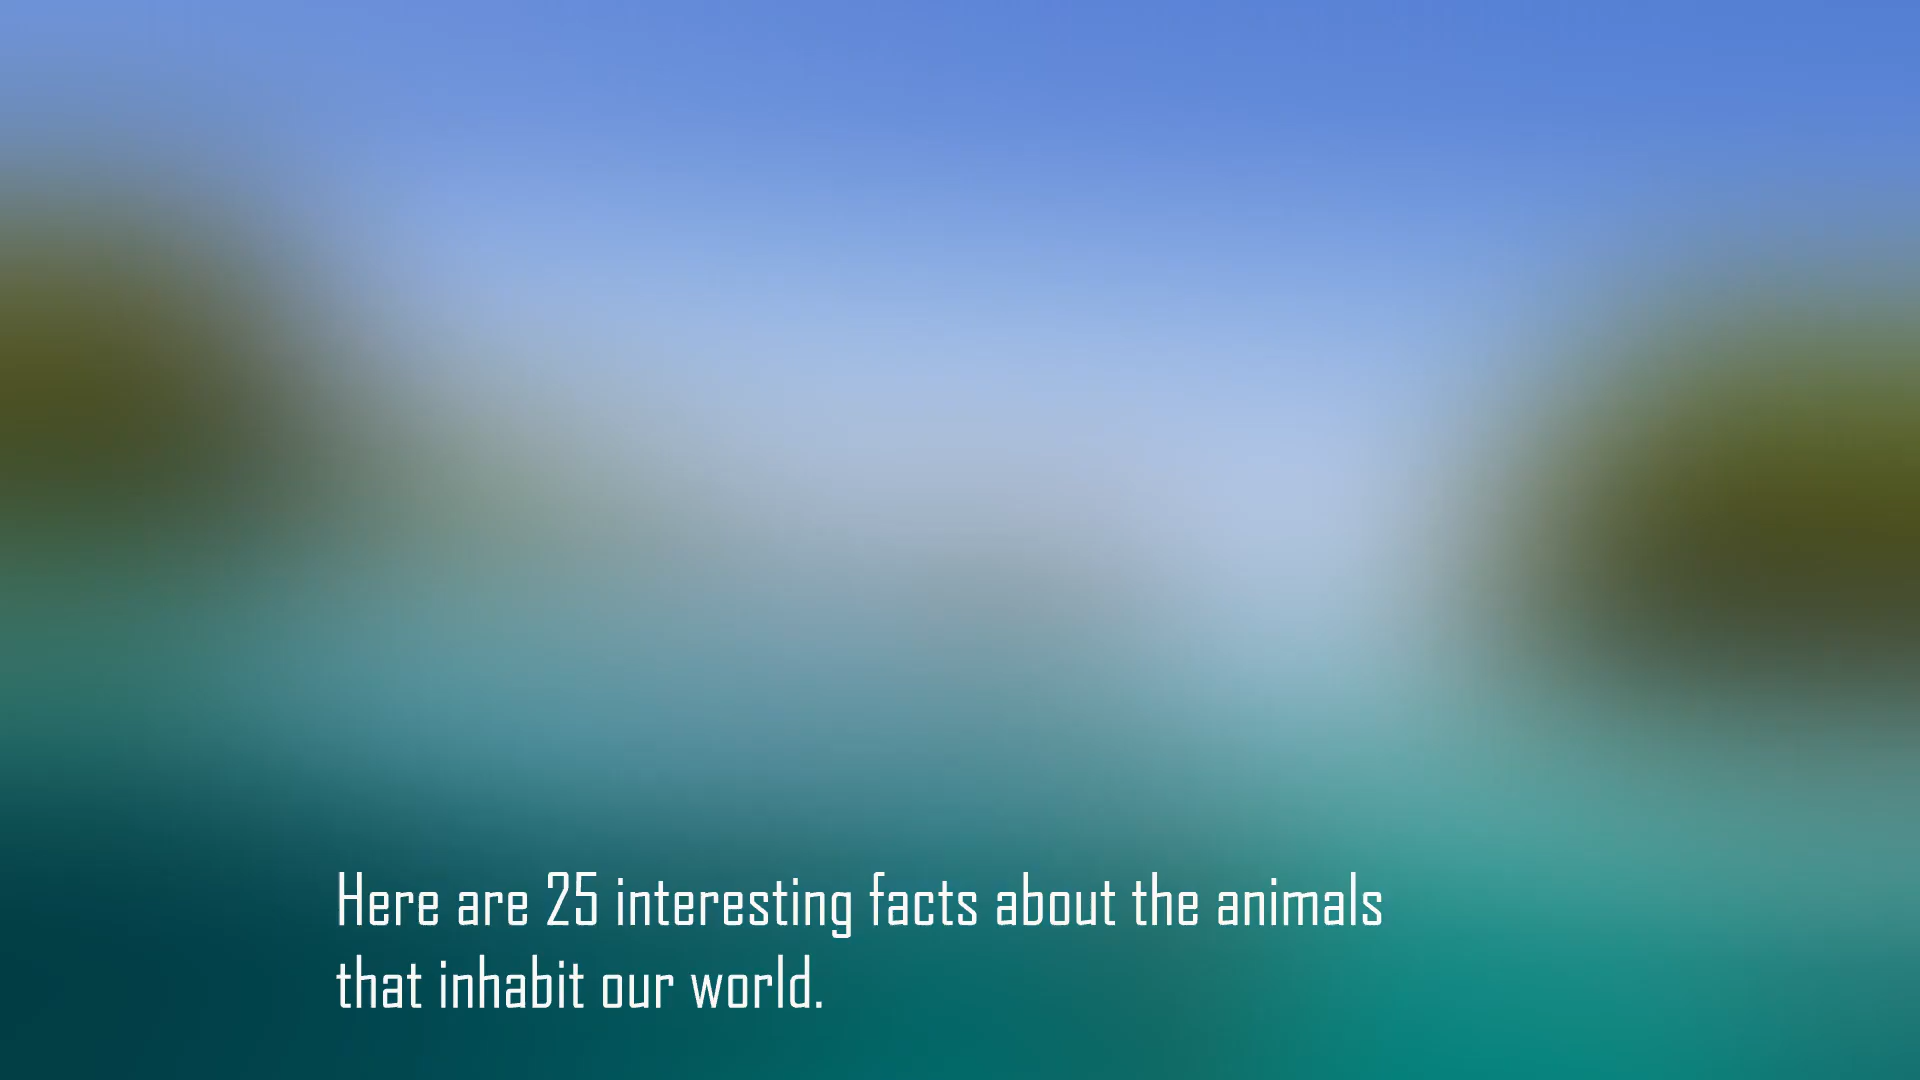 Here are 25 interesting facts about the animals
that inhabit our world.